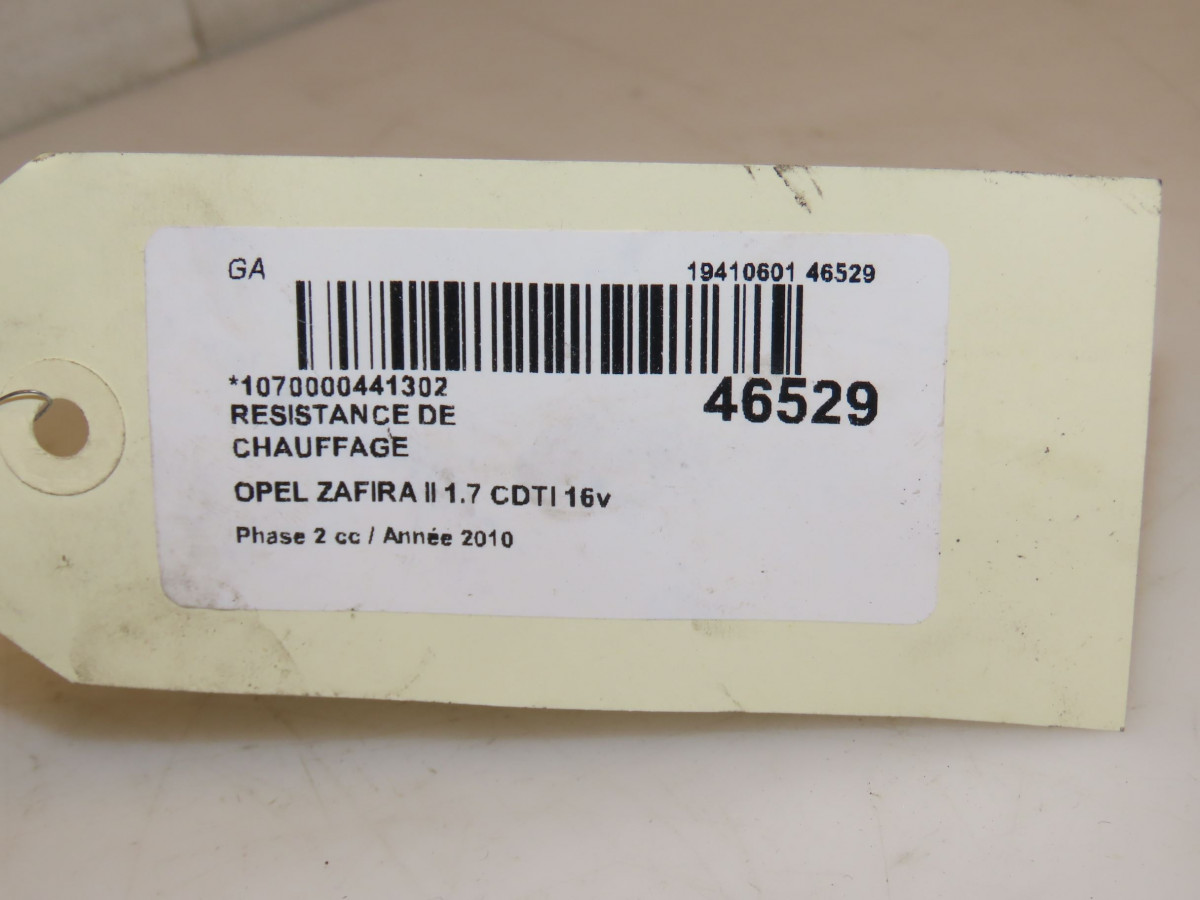 GA 19410601 46529
*1070000441302 46529
RESISTANCE DE
CHAUFFAGE
OPEL ZAFIRA II 1.7 CDTI 16v
Phase 2 cc / Année 2010